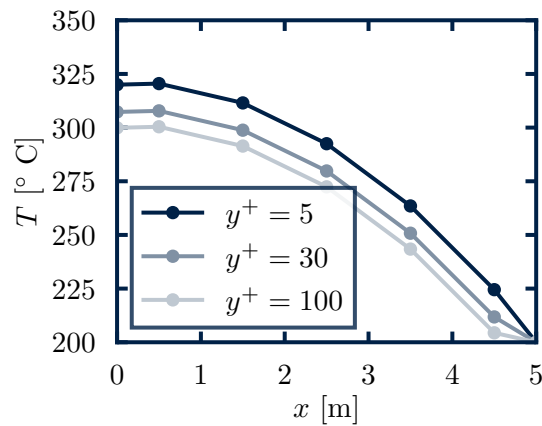 350
325
300
275
250
225
200
T [° C]
y⁺ = 5
y⁺ = 30
y⁺ = 100
0 1 2 3 4 5
x [m]